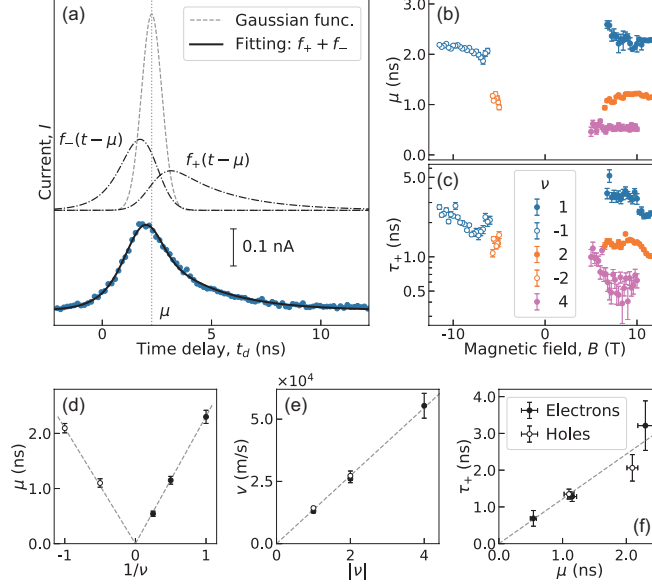 (a)
Gaussian func.
Fitting: f₊ + f₋
f₋(t−μ)
f₊(t−μ)
Current, I
0.1 nA
μ
0 5 10
Time delay, t_d (ns)
(b)
3.0
2.0
1.0
0.0
μ (ns)
(c)
5.0
1.0
0.5
τ₊ (ns)
ν
1
-1
2
-2
4
-10 -5 0 5 10
Magnetic field, B (T)
(d)
2.0
1.0
0.0
μ (ns)
-1 0 1
1/ν
×10⁴
(e)
5.0
2.5
0.0
v (m/s)
0 2 4
|ν|
4.0
3.0
2.0
1.0
0.0
τ₊ (ns)
Electrons
Holes
(f)
0.0 1.0 2.0
μ (ns)